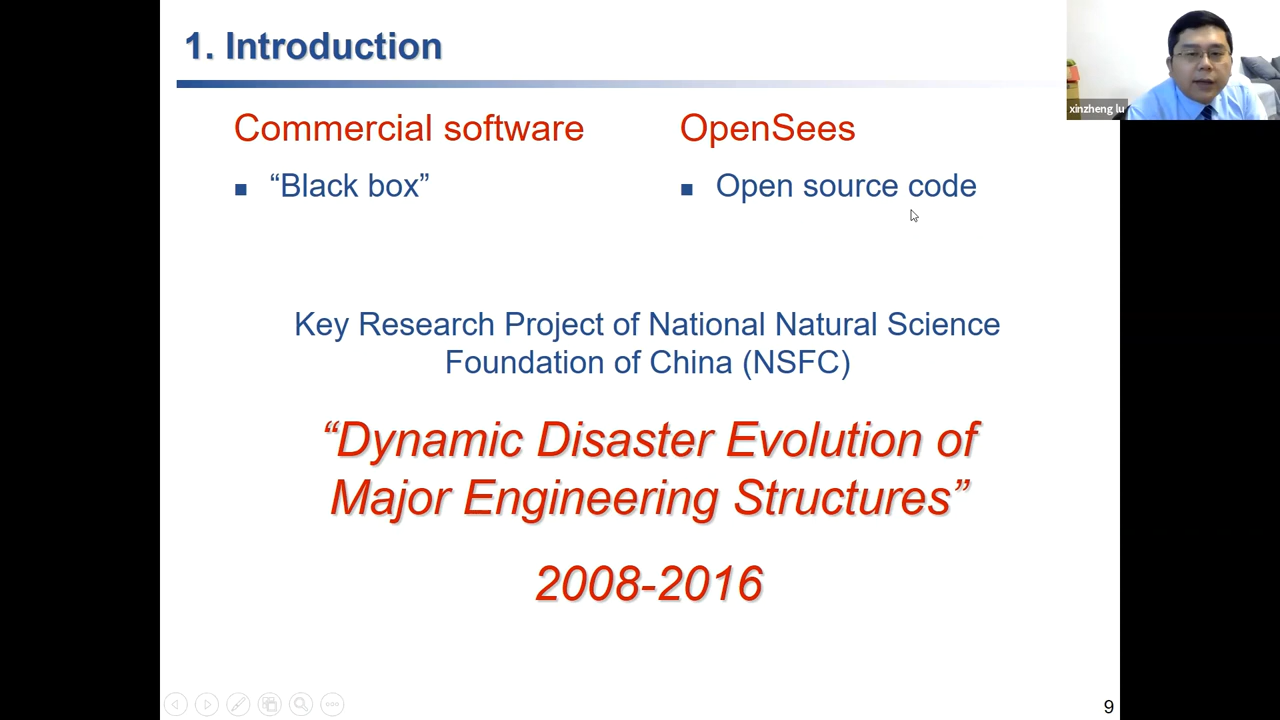 1. Introduction
xinzheng lu
Commercial software
OpenSees
■ “Black box”
■ Open source code
Key Research Project of National Natural Science
Foundation of China (NSFC)
“Dynamic Disaster Evolution of
Major Engineering Structures”
2008-2016
9